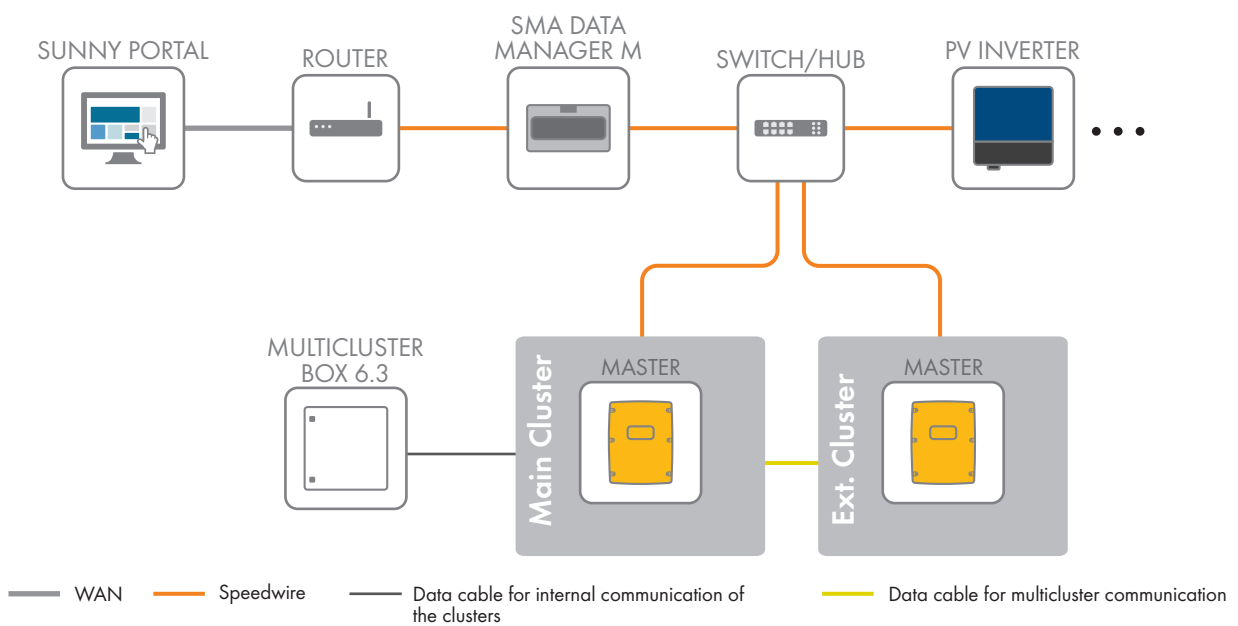 SUNNY PORTAL
ROUTER
SMA DATA
MANAGER M
SWITCH/HUB
PV INVERTER
MULTICLUSTER
BOX 6.3
Main Cluster
MASTER
Ext. Cluster
MASTER
WAN
Speedwire
Data cable for internal communication of
the clusters
Data cable for multicluster communication